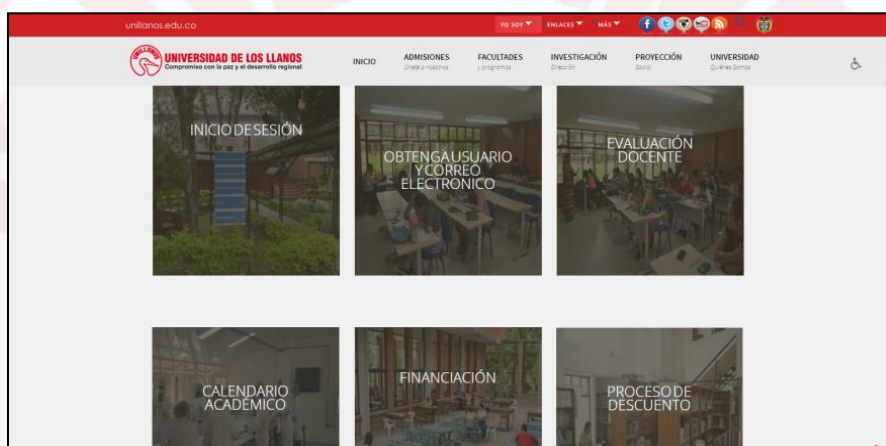 unillanos.edu.co
YO SOY
ENLACES
MÁS
UNILLANOS
UNIVERSIDAD DE LOS LLANOS
Compromiso con la paz y el desarrollo regional
INICIO
ADMISIONES
Únete a nosotros
FACULTADES
y programas
INVESTIGACIÓN
Dirección
PROYECCIÓN
Social
UNIVERSIDAD
Quiénes Somos
INICIO DE SESIÓN
OBTENGA USUARIO
Y CORREO
ELECTRONICO
EVALUACIÓN
DOCENTE
CALENDARIO
ACADÉMICO
FINANCIACIÓN
PROCESO DE
DESCUENTO